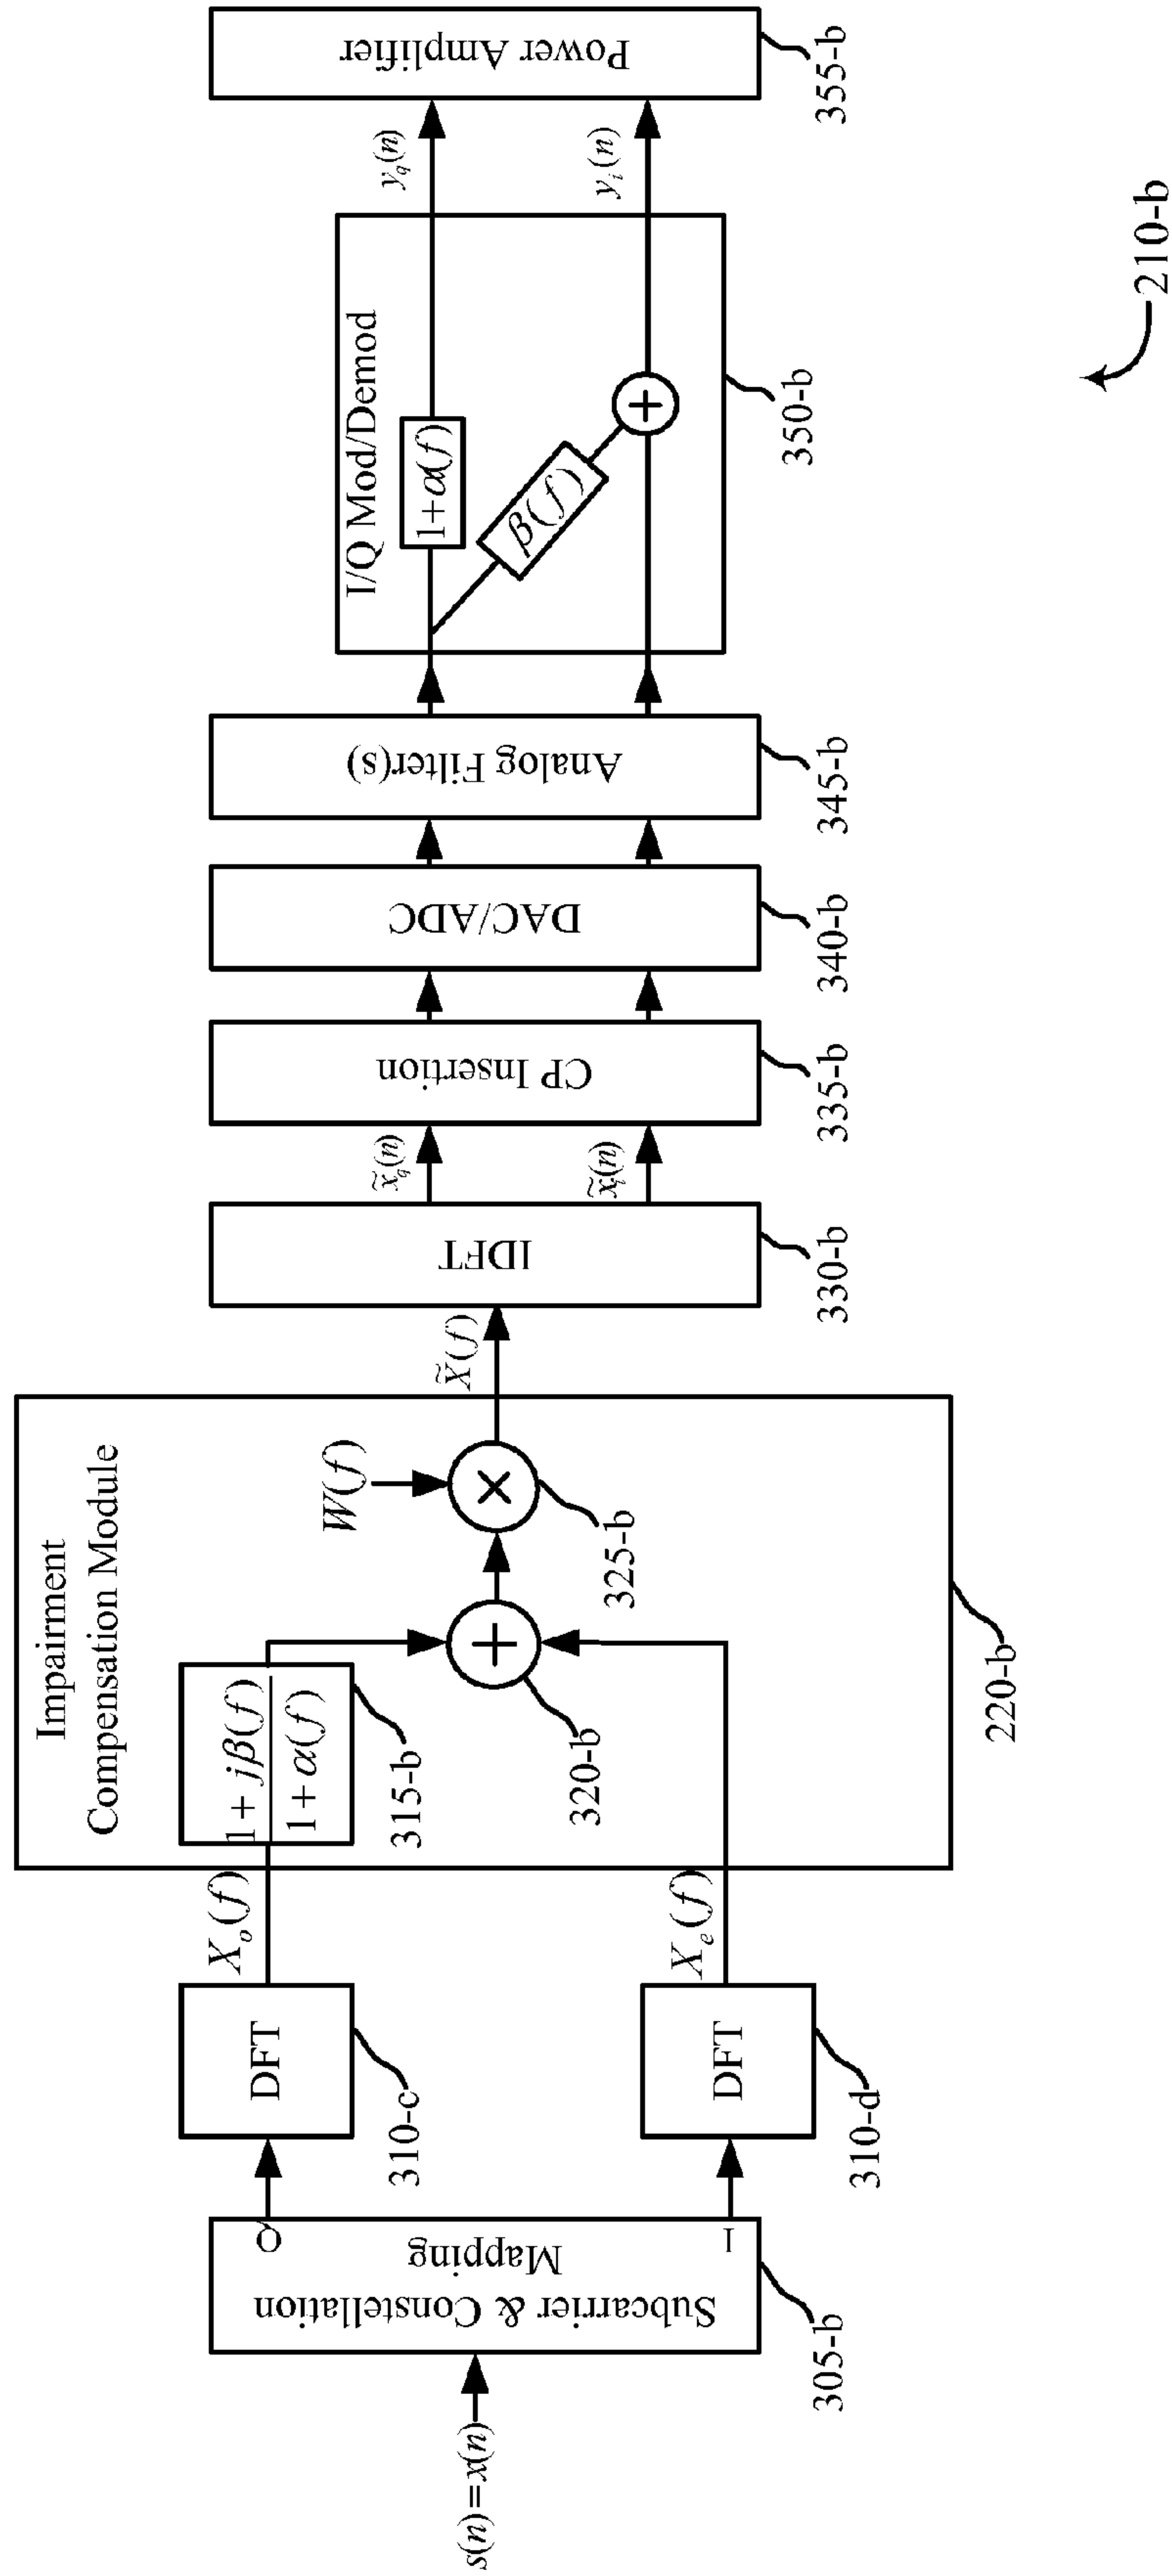 s(n)=x(n)
Subcarrier & Constellation
Mapping
Q
I
305-b
DFT
310-c
DFT
310-d
X_o(f)
X_e(f)
Impairment
Compensation Module
1 + jβ(f)
1 + α(f)
315-b
+
320-b
W(f)
×
325-b
220-b
X̃(f)
IDFT
330-b
x̃_q(n)
x̃_i(n)
CP Insertion
335-b
DAC/ADC
340-b
Analog Filter(s)
345-b
I/Q Mod/Demod
1+α(f)
β(f)
+
350-b
y_q(n)
y_i(n)
Power Amplifier
355-b
210-b